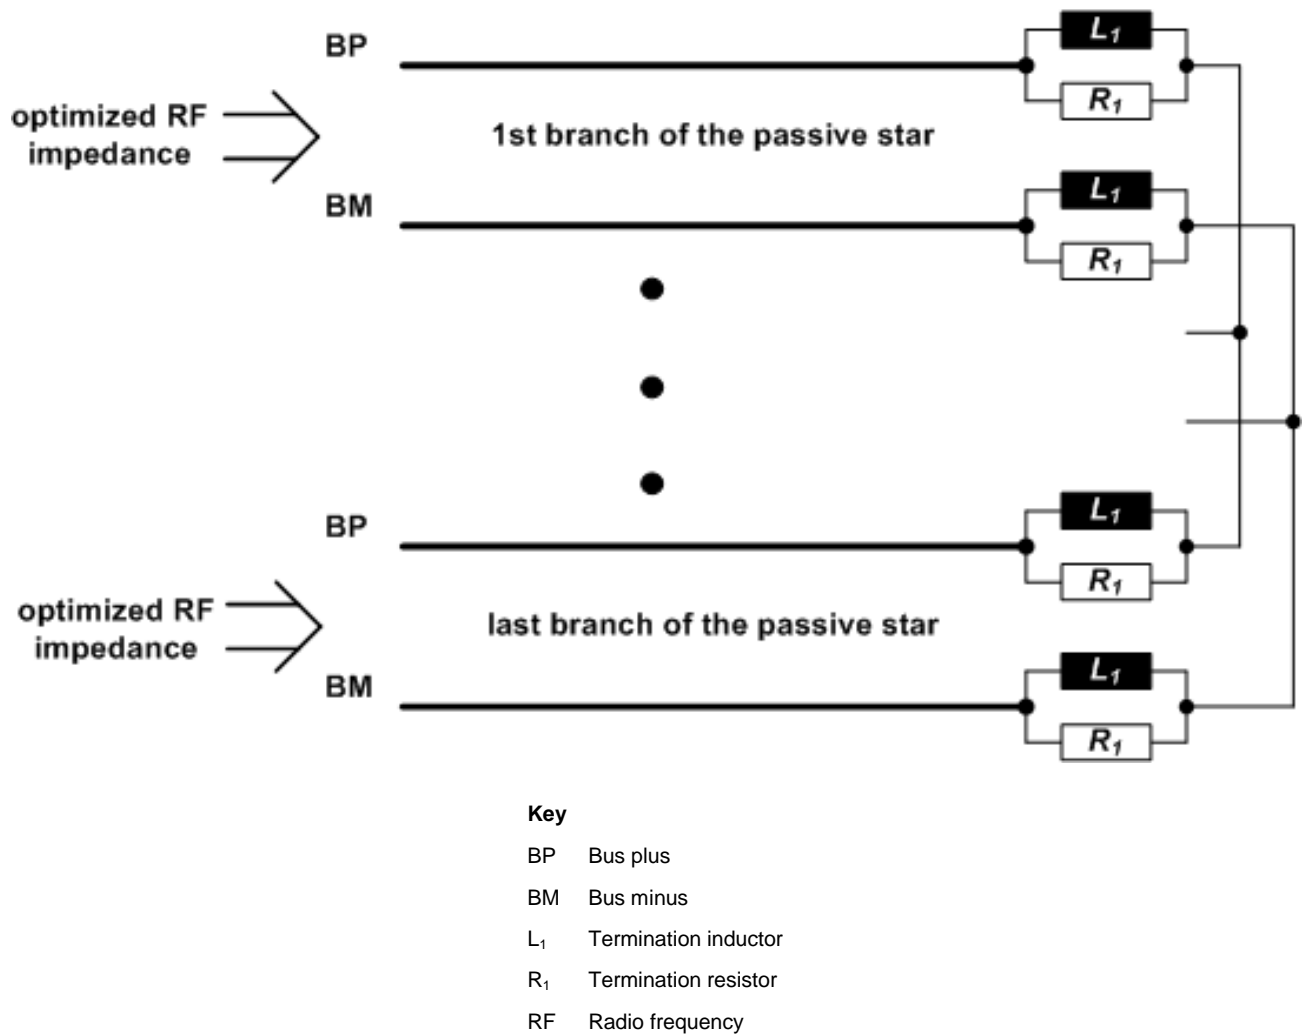 BP
L1
R1
optimized RF
impedance
1st branch of the passive star
BM
L1
R1
BP
L1
R1
optimized RF
impedance
last branch of the passive star
BM
L1
R1
Key
BP Bus plus
BM Bus minus
L1 Termination inductor
R1 Termination resistor
RF Radio frequency